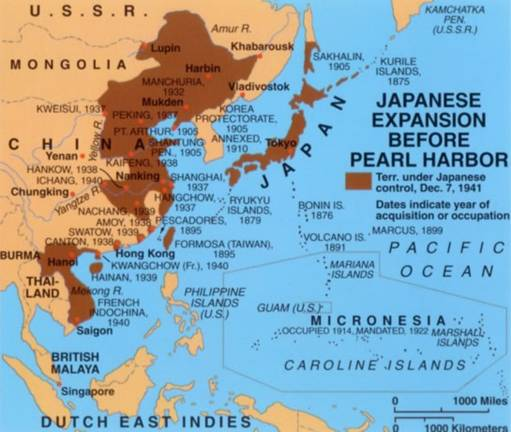 U.S.S.R.
Amur R.
KAMCHATKA
PEN.
(U.S.S.R.)
Lupin
Khabarousk
MONGOLIA
Harbin
SAKHALIN,
1905
KURILE
ISLANDS,
1875
MANCHURIA,
1932
Vladivostok
Mukden
KWEISUI, 1937
PEKING, 1937
KOREA
PROTECTORATE,
1905
ANNEXED,
1910
JAPANESE
EXPANSION
BEFORE
PEARL HARBOR
Terr. under Japanese
control, Dec. 7, 1941
Dates indicate year of
acquisition or occupation
PT. ARTHUR, 1905
SHANTUNG
PEN., 1905
Yellow R.
CHINA
JAPAN
Tokyo
Yenan
KAIFENG, 1938
HANKOW, 1938
ICHANG, 1940
Nanking
SHANGHAI,
1937
Chungking
Yangtze R.
HANGCHOW,
1937
NACHANG, 1939
AMOY, 1938
PESCADORES,
1895
SWATOW, 1939
CANTON, 1938
RYUKYU
ISLANDS,
1879
BONIN IS.
1876
MARCUS, 1899
VOLCANO IS.
1891
PACIFIC
OCEAN
FORMOSA (TAIWAN),
1895
BURMA
Hanoi
Hong Kong
KWANGCHOW (Fr.), 1940
HAINAN, 1939
MARIANA
ISLANDS
THAI-
LAND
Mekong R.
FRENCH
INDOCHINA,
1940
PHILIPPINE
ISLANDS
(U.S.)
GUAM (U.S.)
MICRONESIA
OCCUPIED 1914, MANDATED, 1922
MARSHALL
ISLANDS
Saigon
CAROLINE ISLANDS
BRITISH
MALAYA
Singapore
DUTCH EAST INDIES
0 1000 Miles
0 1000 Kilometers